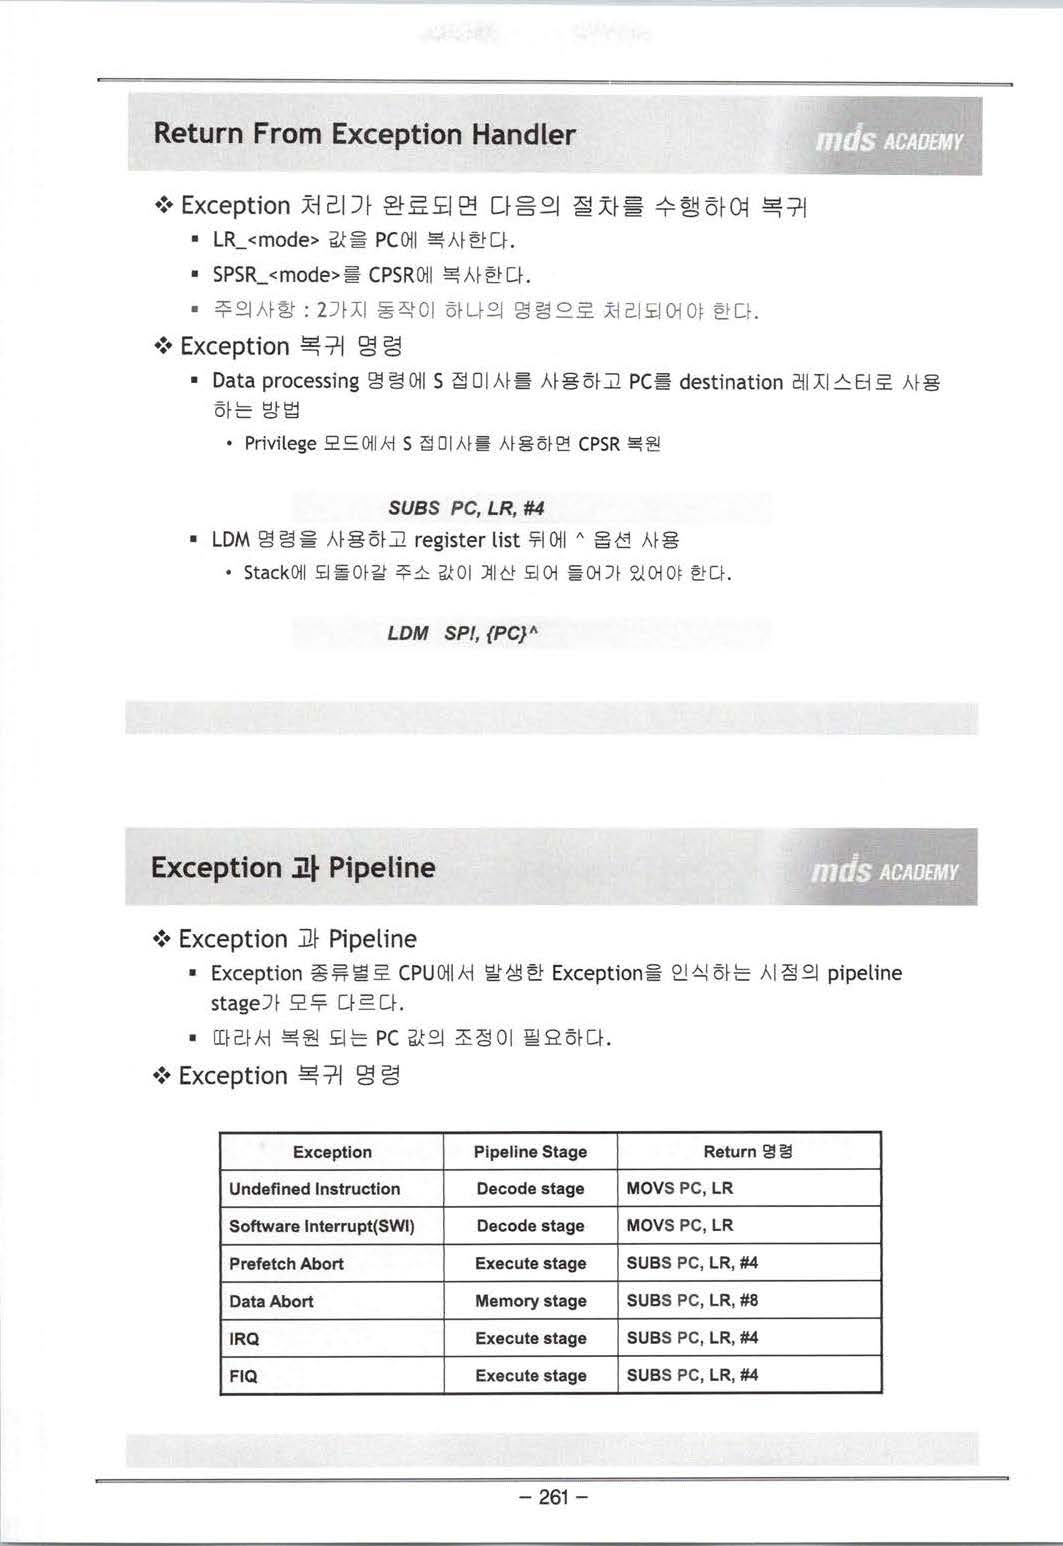 Return From Exception Handler
mds ACADEMY
❖ Exception 처리가 완료되면 다음의 절차를 수행하여 복귀
▪ LR_<mode> 값을 PC에 복사한다.
▪ SPSR_<mode>를 CPSR에 복사한다.
▪ 주의사항 : 2가지 동작이 하나의 명령으로 처리되어야 한다.
❖ Exception 복귀 명령
▪ Data processing 명령에 S 접미사를 사용하고 PC를 destination 레지스터로 사용
하는 방법
• Privilege 모드에서 S 접미사를 사용하면 CPSR 복원
SUBS PC, LR, #4
▪ LDM 명령을 사용하고 register list 뒤에 ^ 옵션 사용
• Stack에 되돌아갈 주소 값이 계산 되어 들어가 있어야 한다.
LDM SP!, {PC}^
Exception 과 Pipeline
mds ACADEMY
❖ Exception 과 Pipeline
▪ Exception 종류별로 CPU에서 발생한 Exception을 인식하는 시점의 pipeline
stage가 모두 다르다.
▪ 따라서 복원 되는 PC 값의 조정이 필요하다.
❖ Exception 복귀 명령
Exception Pipeline Stage Return 명령
Undefined Instruction Decode stage MOVS PC, LR
Software Interrupt(SWI) Decode stage MOVS PC, LR
Prefetch Abort Execute stage SUBS PC, LR, #4
Data Abort Memory stage SUBS PC, LR, #8
IRQ Execute stage SUBS PC, LR, #4
FIQ Execute stage SUBS PC, LR, #4
– 261 –